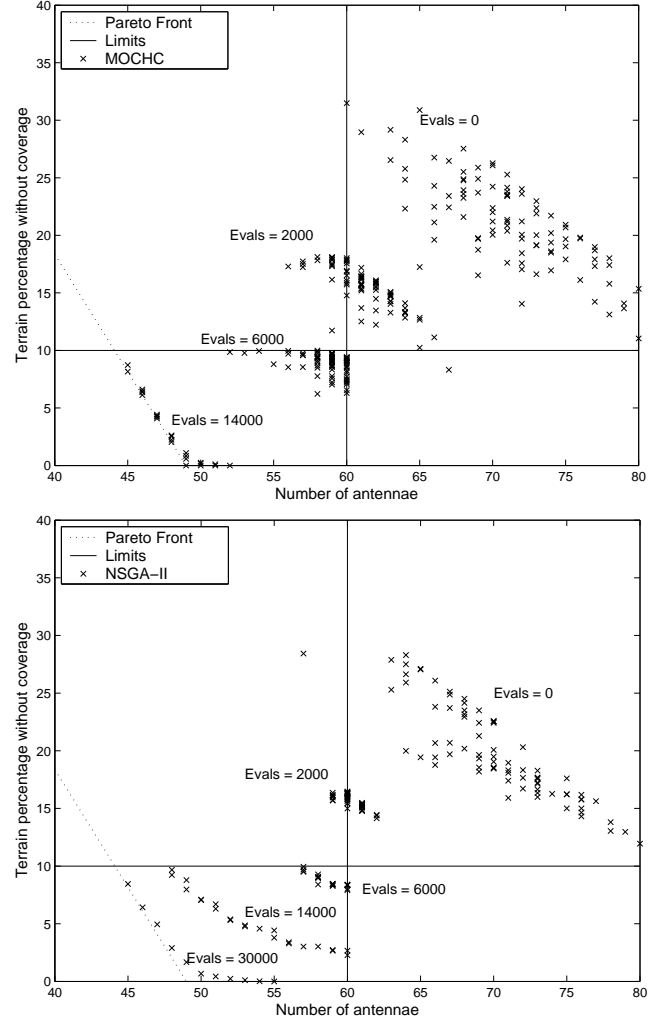 40
35
30
25
20
15
10
5
0
Terrain percentage without coverage
Pareto Front
Limits
MOCHC
Evals = 0
Evals = 2000
Evals = 6000
Evals = 14000
40 45 50 55 60 65 70 75 80
Number of antennae
40
35
30
25
20
15
10
5
0
Terrain percentage without coverage
Pareto Front
Limits
NSGA−II
Evals = 0
Evals = 2000
Evals = 6000
Evals = 14000
Evals = 30000
40 45 50 55 60 65 70 75 80
Number of antennae